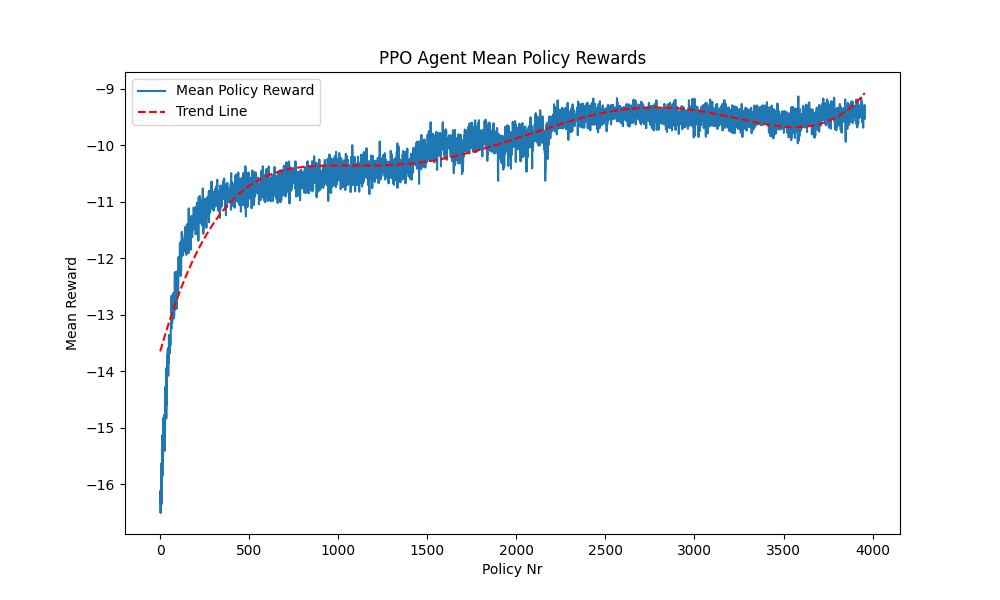 PPO Agent Mean Policy Rewards
Mean Policy Reward
Trend Line
Mean Reward
−9
−10
−11
−12
−13
−14
−15
−16
0 500 1000 1500 2000 2500 3000 3500 4000
Policy Nr